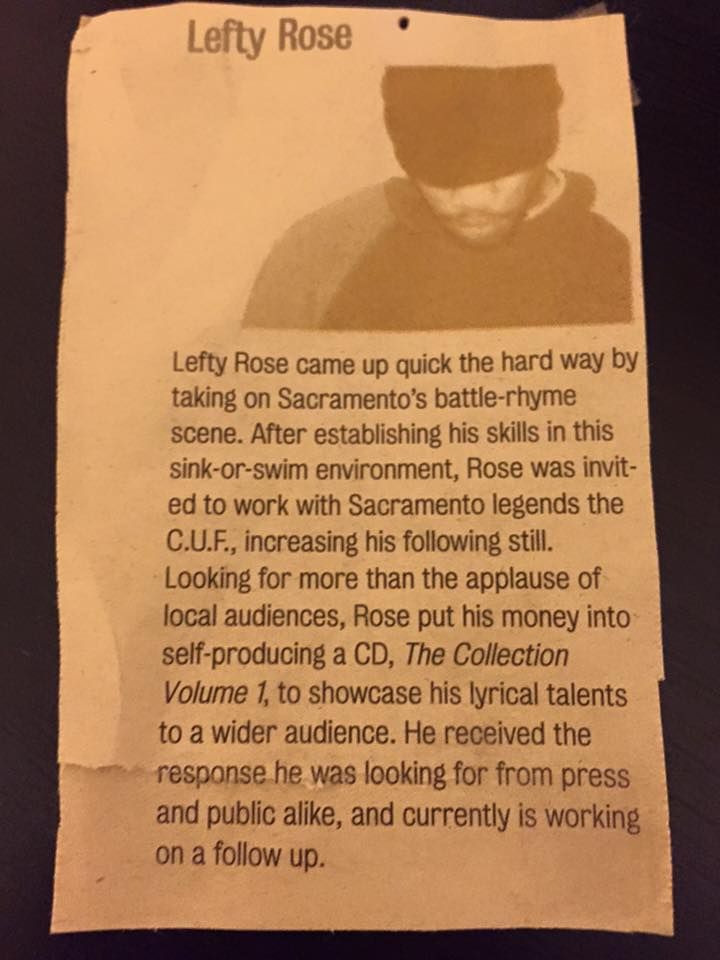 Lefty Rose
Lefty Rose came up quick the hard way by
taking on Sacramento's battle-rhyme
scene. After establishing his skills in this
sink-or-swim environment, Rose was invit-
ed to work with Sacramento legends the
C.U.F., increasing his following still.
Looking for more than the applause of
local audiences, Rose put his money into
self-producing a CD, The Collection
Volume 1, to showcase his lyrical talents
to a wider audience. He received the
response he was looking for from press
and public alike, and currently is working
on a follow up.